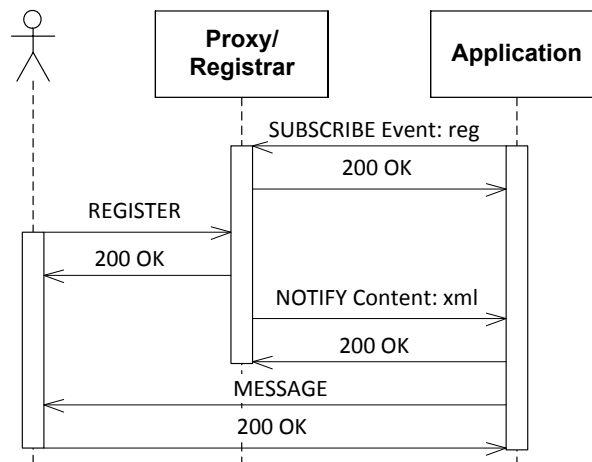 Proxy/
Registrar
Application
SUBSCRIBE Event: reg
200 OK
REGISTER
200 OK
NOTIFY Content: xml
200 OK
MESSAGE
200 OK